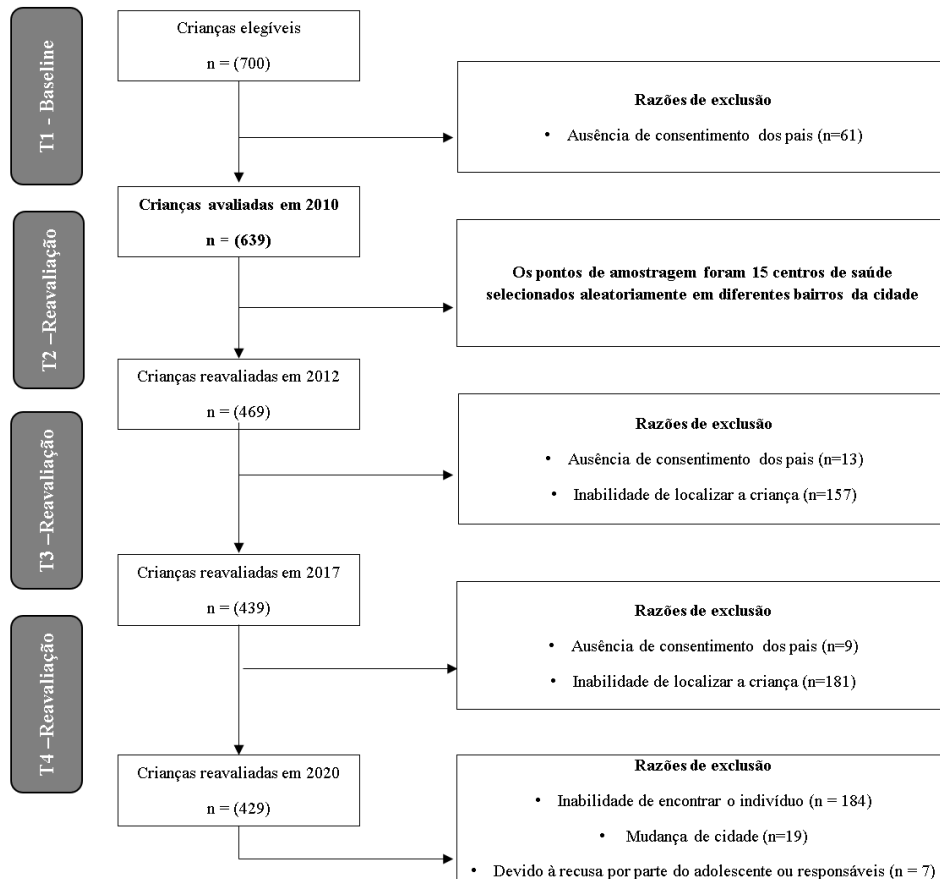 T1 - Baseline
Crianças elegíveis
n = (700)
Razões de exclusão
• Ausência de consentimento dos pais (n=61)
Crianças avaliadas em 2010
n = (639)
T2 –Reavaliação
Os pontos de amostragem foram 15 centros de saúde
selecionados aleatoriamente em diferentes bairros da cidade
Crianças reavaliadas em 2012
n = (469)
Razões de exclusão
• Ausência de consentimento dos pais (n=13)
• Inabilidade de localizar a criança (n=157)
T3 –Reavaliação
Crianças reavaliadas em 2017
n = (439)
Razões de exclusão
• Ausência de consentimento dos pais (n=9)
• Inabilidade de localizar a criança (n=181)
T4 –Reavaliação
Crianças reavaliadas em 2020
n = (429)
Razões de exclusão
• Inabilidade de encontrar o indivíduo (n = 184)
• Mudança de cidade (n=19)
• Devido à recusa por parte do adolescente ou responsáveis (n = 7)